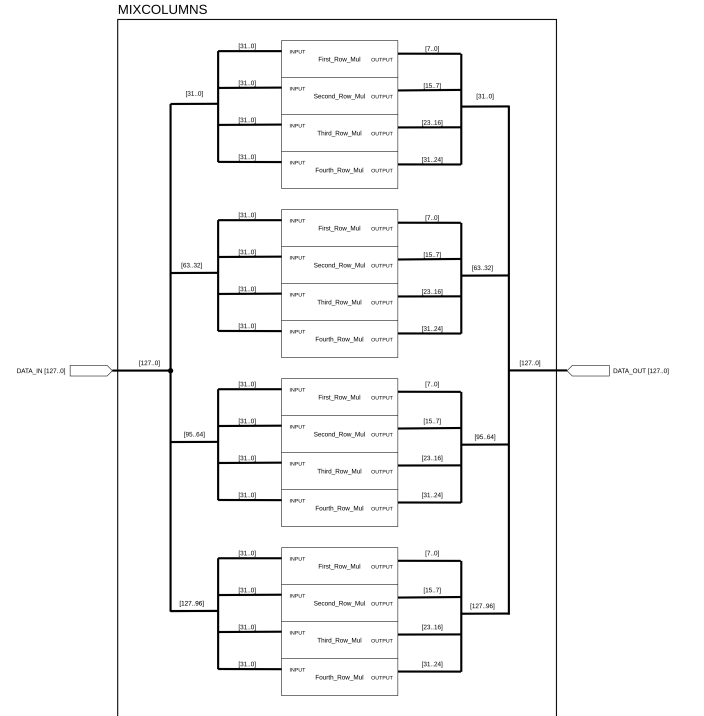 MIXCOLUMNS
[31..0] INPUT First_Row_Mul OUTPUT [7..0]
[31..0] INPUT Second_Row_Mul OUTPUT [15..7]
[31..0] [31..0]
[31..0] INPUT Third_Row_Mul OUTPUT [23..16]
[31..0] INPUT Fourth_Row_Mul OUTPUT [31..24]
[31..0] INPUT First_Row_Mul OUTPUT [7..0]
[31..0] INPUT Second_Row_Mul OUTPUT [15..7]
[63..32] [63..32]
[31..0] INPUT Third_Row_Mul OUTPUT [23..16]
[31..0] INPUT Fourth_Row_Mul OUTPUT [31..24]
DATA_IN [127..0] [127..0] [127..0] DATA_OUT [127..0]
[31..0] INPUT First_Row_Mul OUTPUT [7..0]
[31..0] INPUT Second_Row_Mul OUTPUT [15..7]
[95..64] [95..64]
[31..0] INPUT Third_Row_Mul OUTPUT [23..16]
[31..0] INPUT Fourth_Row_Mul OUTPUT [31..24]
[31..0] INPUT First_Row_Mul OUTPUT [7..0]
[31..0] INPUT Second_Row_Mul OUTPUT [15..7]
[127..96] [127..96]
[31..0] INPUT Third_Row_Mul OUTPUT [23..16]
[31..0] INPUT Fourth_Row_Mul OUTPUT [31..24]